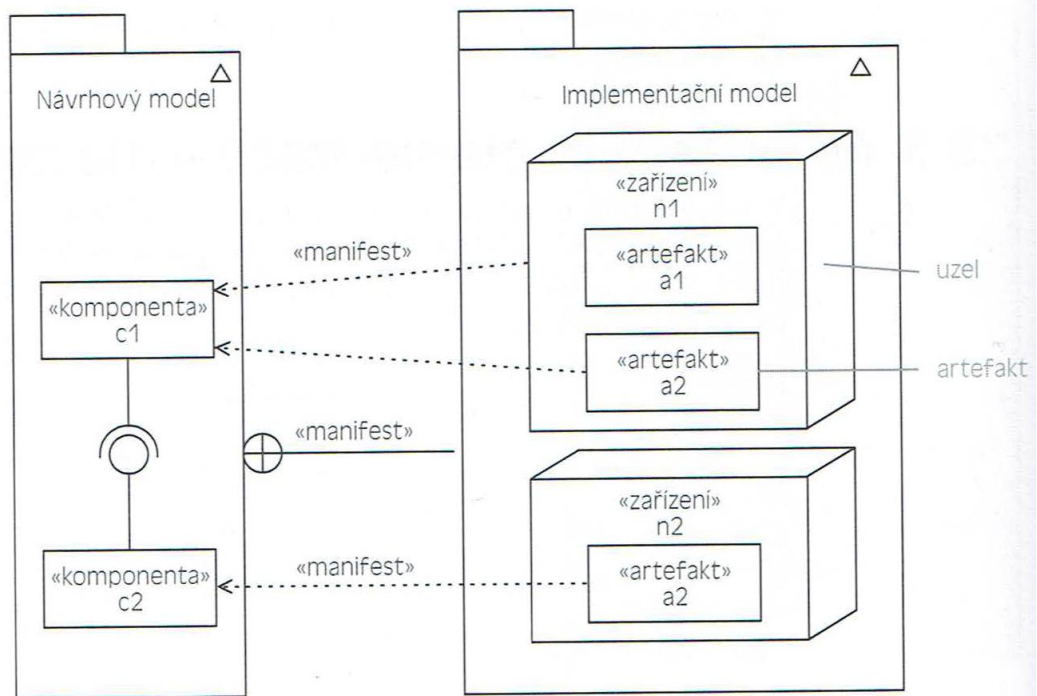 Návrhový model
«komponenta»
c1
«komponenta»
c2
«manifest»
«manifest»
«manifest»
Implementační model
«zařízení»
n1
«artefakt»
a1
«artefakt»
a2
«zařízení»
n2
«artefakt»
a2
uzel
artefakt